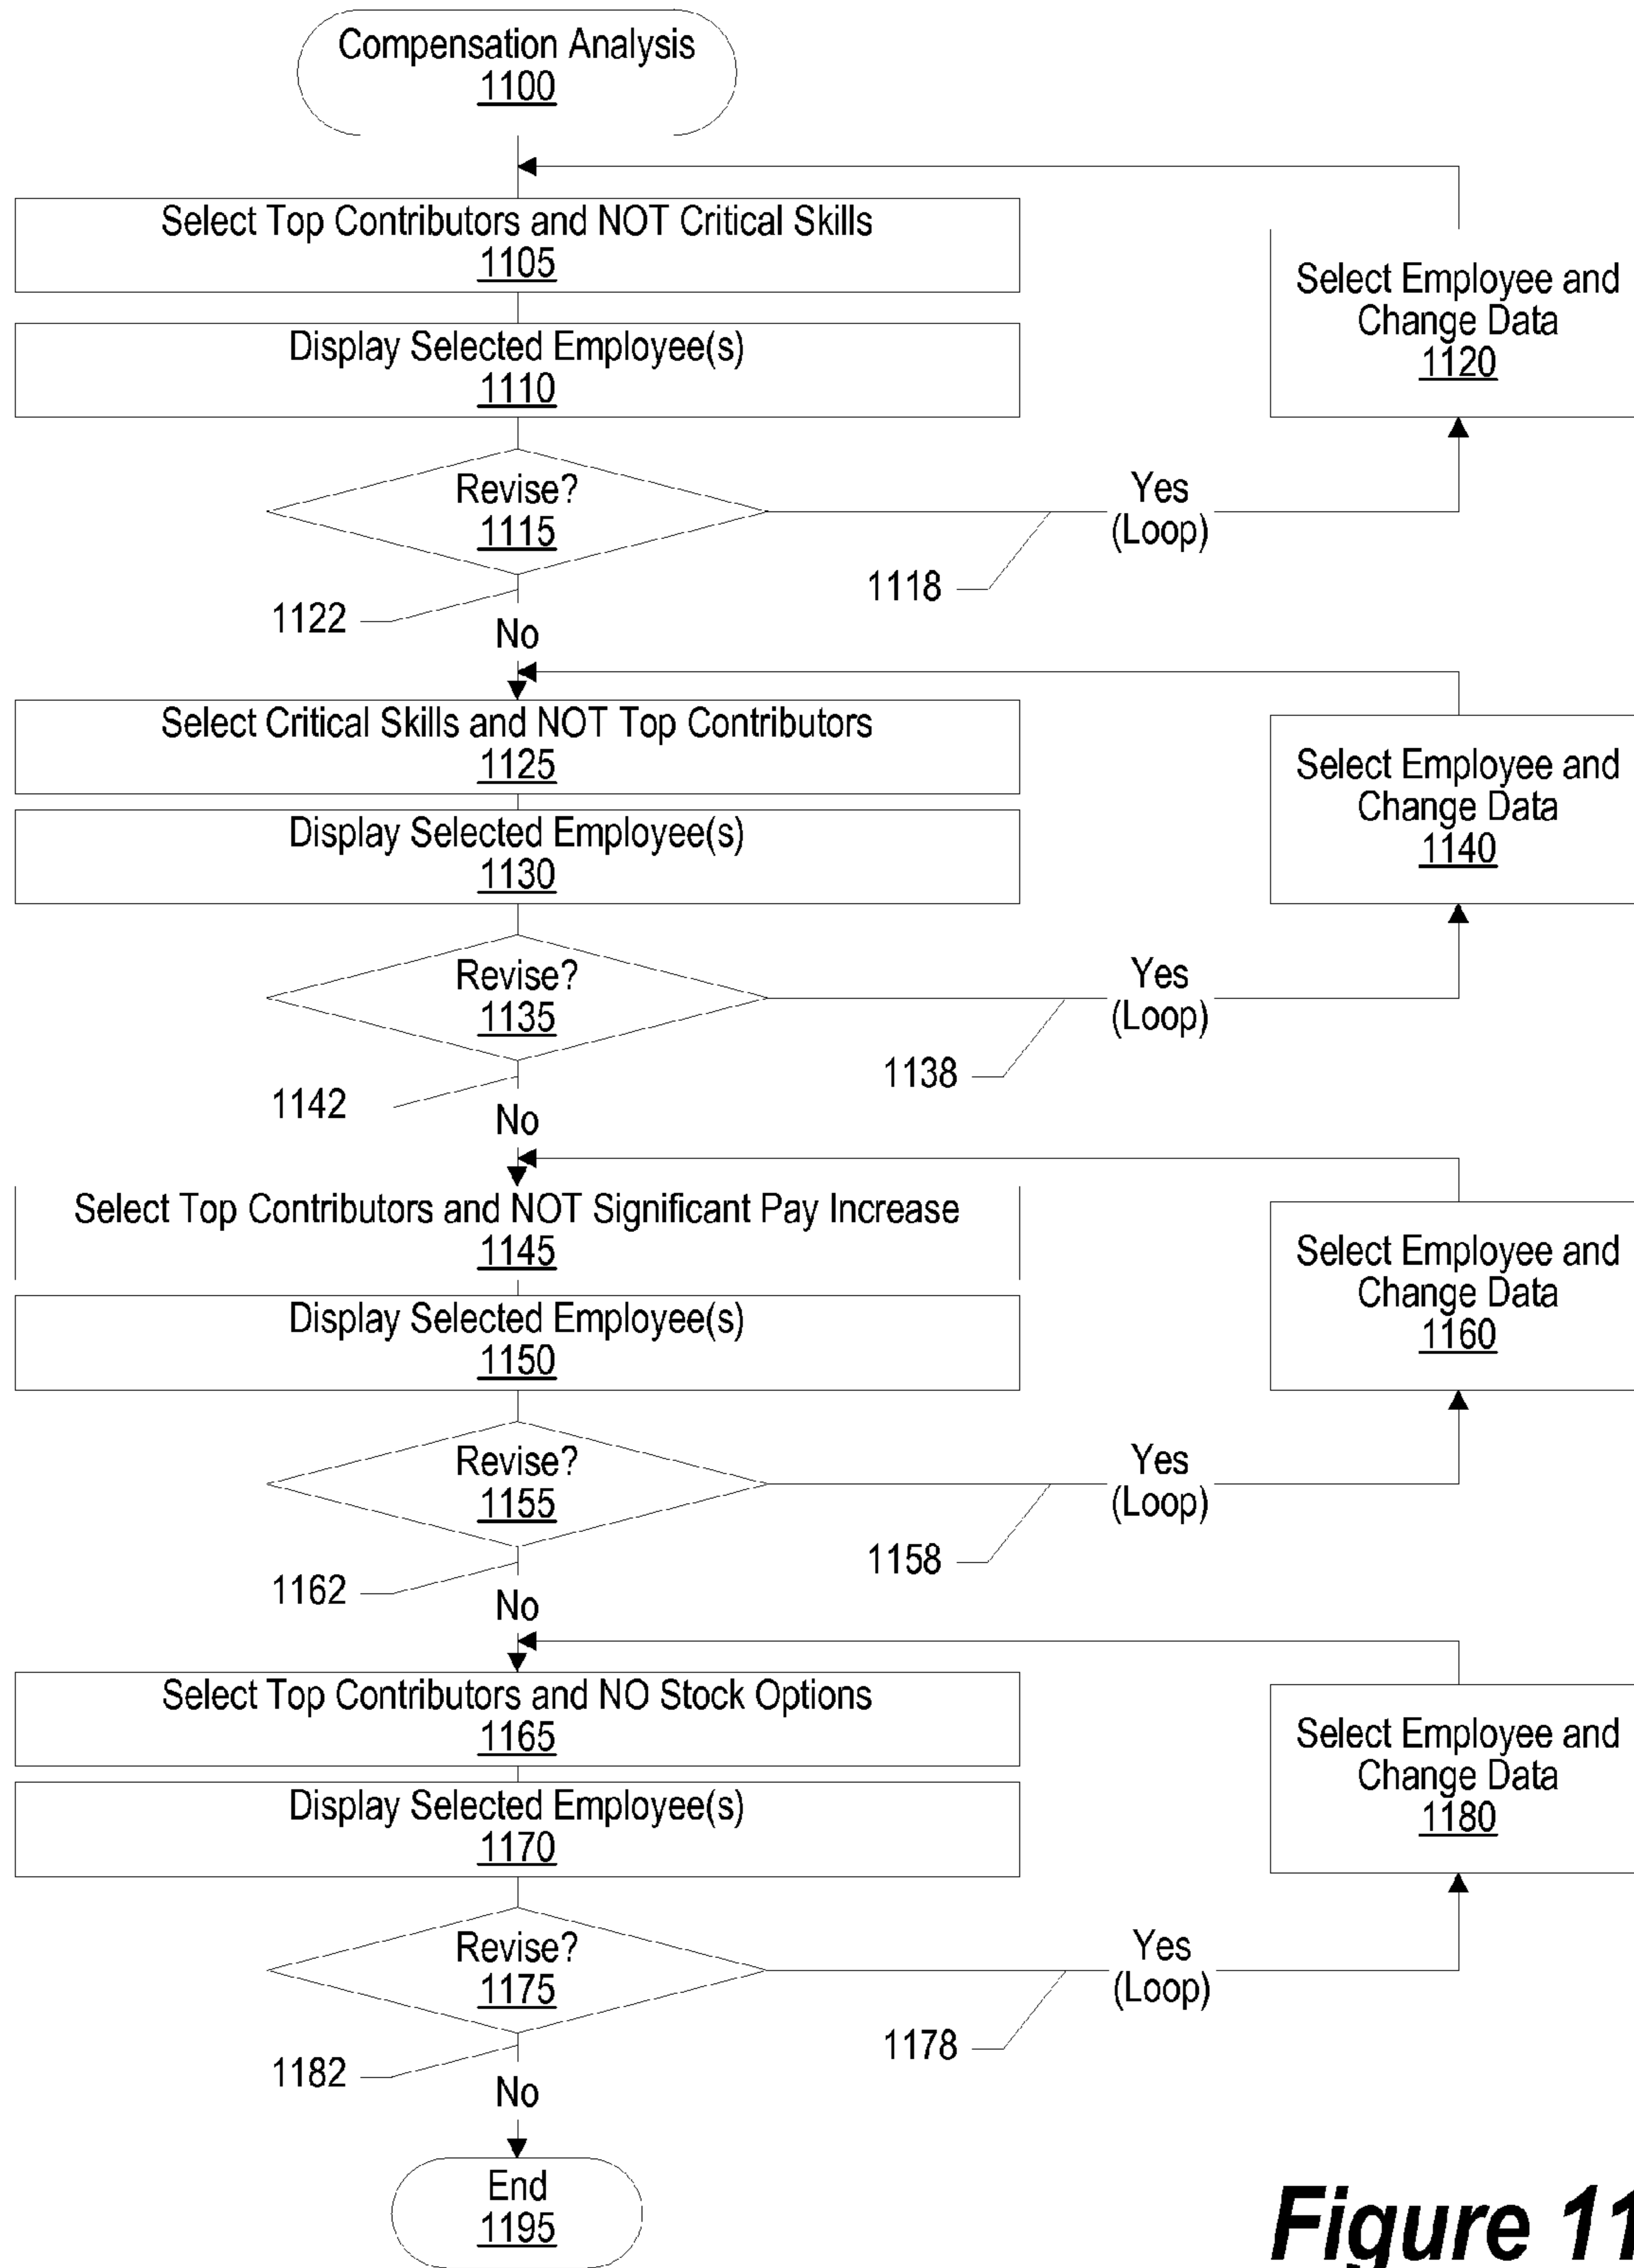 Compensation Analysis
1100
Select Top Contributors and NOT Critical Skills
1105
Select Employee and
Change Data
1120
Display Selected Employee(s)
1110
Revise?
1115
Yes
(Loop)
1118
1122
No
Select Critical Skills and NOT Top Contributors
1125
Select Employee and
Change Data
1140
Display Selected Employee(s)
1130
Revise?
1135
Yes
(Loop)
1138
1142
No
Select Top Contributors and NOT Significant Pay Increase
1145
Select Employee and
Change Data
1160
Display Selected Employee(s)
1150
Revise?
1155
Yes
(Loop)
1158
1162
No
Select Top Contributors and NO Stock Options
1165
Select Employee and
Change Data
1180
Display Selected Employee(s)
1170
Revise?
1175
Yes
(Loop)
1178
1182
No
End
1195
Figure 11